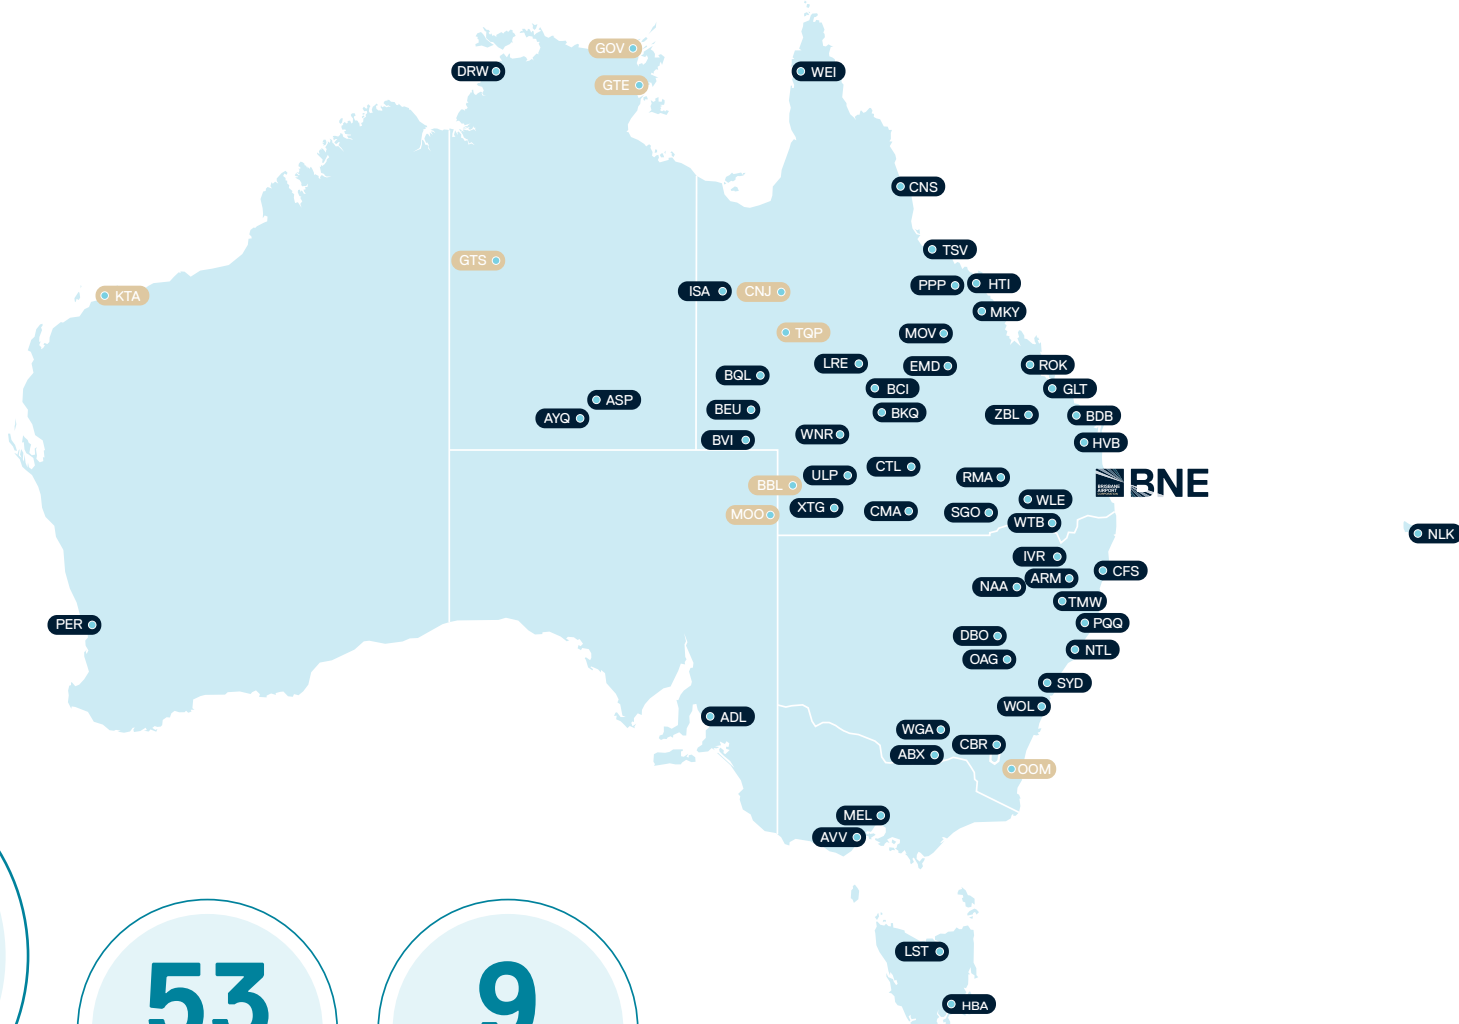 GOV
DRW
WEI
GTE
CNS
TSV
GTS
PPP
HTI
ISA
CNJ
KTA
MKY
TQP
MOV
LRE
EMD
ROK
BQL
BCI
GLT
ASP
BEU
BKQ
ZBL
BDB
AYQ
WNR
BVI
HVB
CTL
ULP
RMA
BRISBANE
AIRPORT
CORPORATION
BNE
BBL
WLE
XTG
CMA
SGO
MOO
WTB
NLK
IVR
CFS
ARM
NAA
TMW
PQQ
PER
DBO
NTL
OAG
SYD
WOL
ADL
WGA
CBR
ABX
OOM
MEL
AVV
LST
HBA
53
9